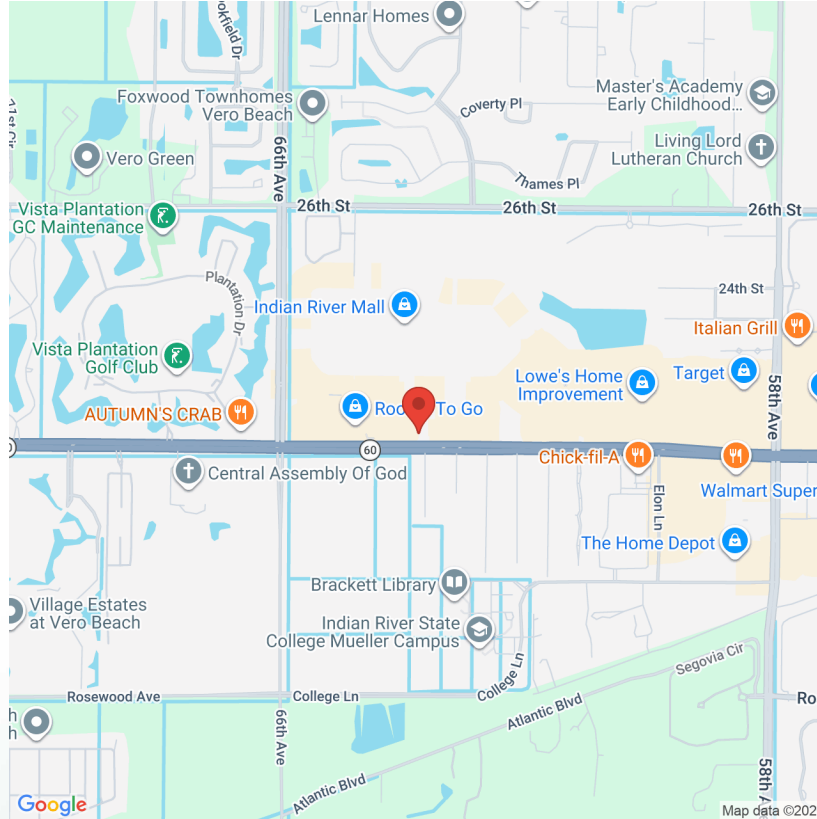 Lennar Homes
Foxwood Townhomes
Vero Beach
Coverty Pl
Master's Academy
Early Childhood...
Living Lord
Lutheran Church
Vero Green
66th Ave
Thames Pl
Vista Plantation
GC Maintenance
26th St
26th St
26th St
Plantation Dr
24th St
Indian River Mall
Italian Grill
Vista Plantation
Golf Club
Lowe's Home
Improvement
Target
58th Ave
AUTUMN'S CRAB
To Go
60
Central Assembly Of God
Chick-fil-A
Elon Ln
Walmart Super
The Home Depot
Brackett Library
Village Estates
at Vero Beach
Indian River State
College Mueller Campus
Segovia Cir
College Ln
Rosewood Ave
College Ln
66th Ave
Atlantic Blvd
Atlantic Blvd
Google
Map data ©202